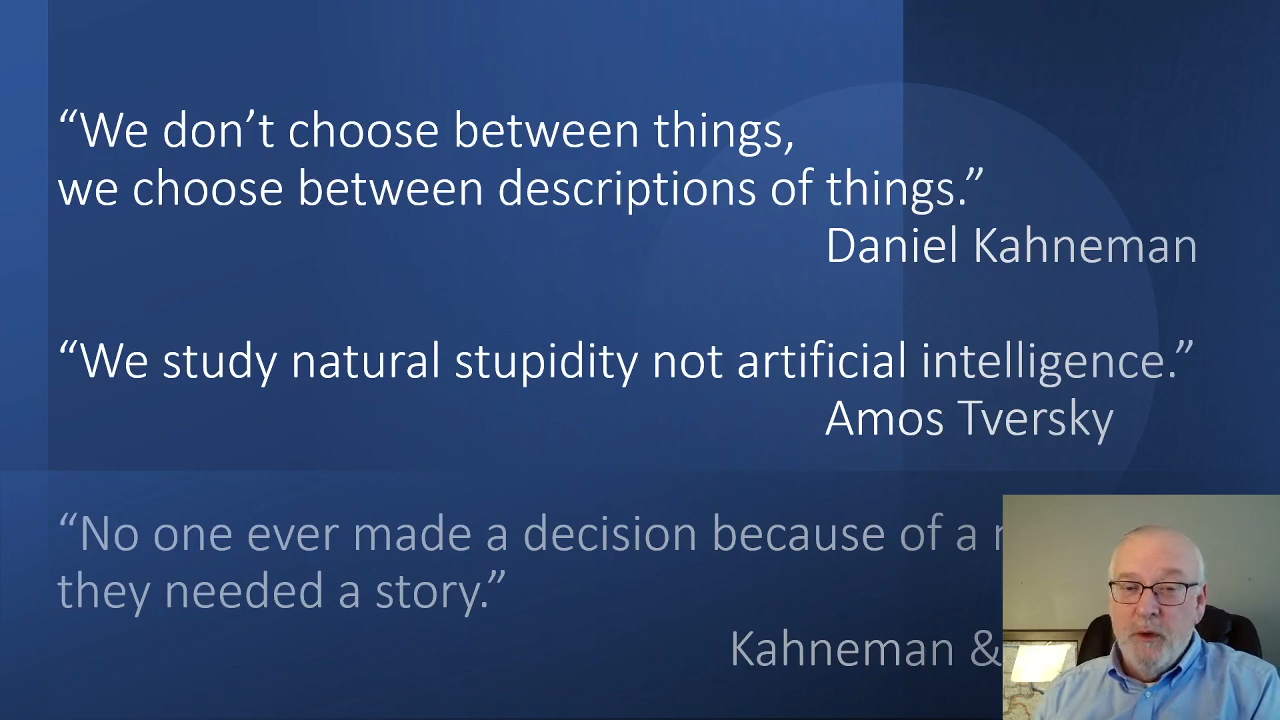 “We don’t choose between things,
we choose between descriptions of things.”
Daniel Kahneman
“We study natural stupidity not artificial intelligence.”
Amos Tversky
“No one ever made a decision because of a
they needed a story.”
Kahneman &